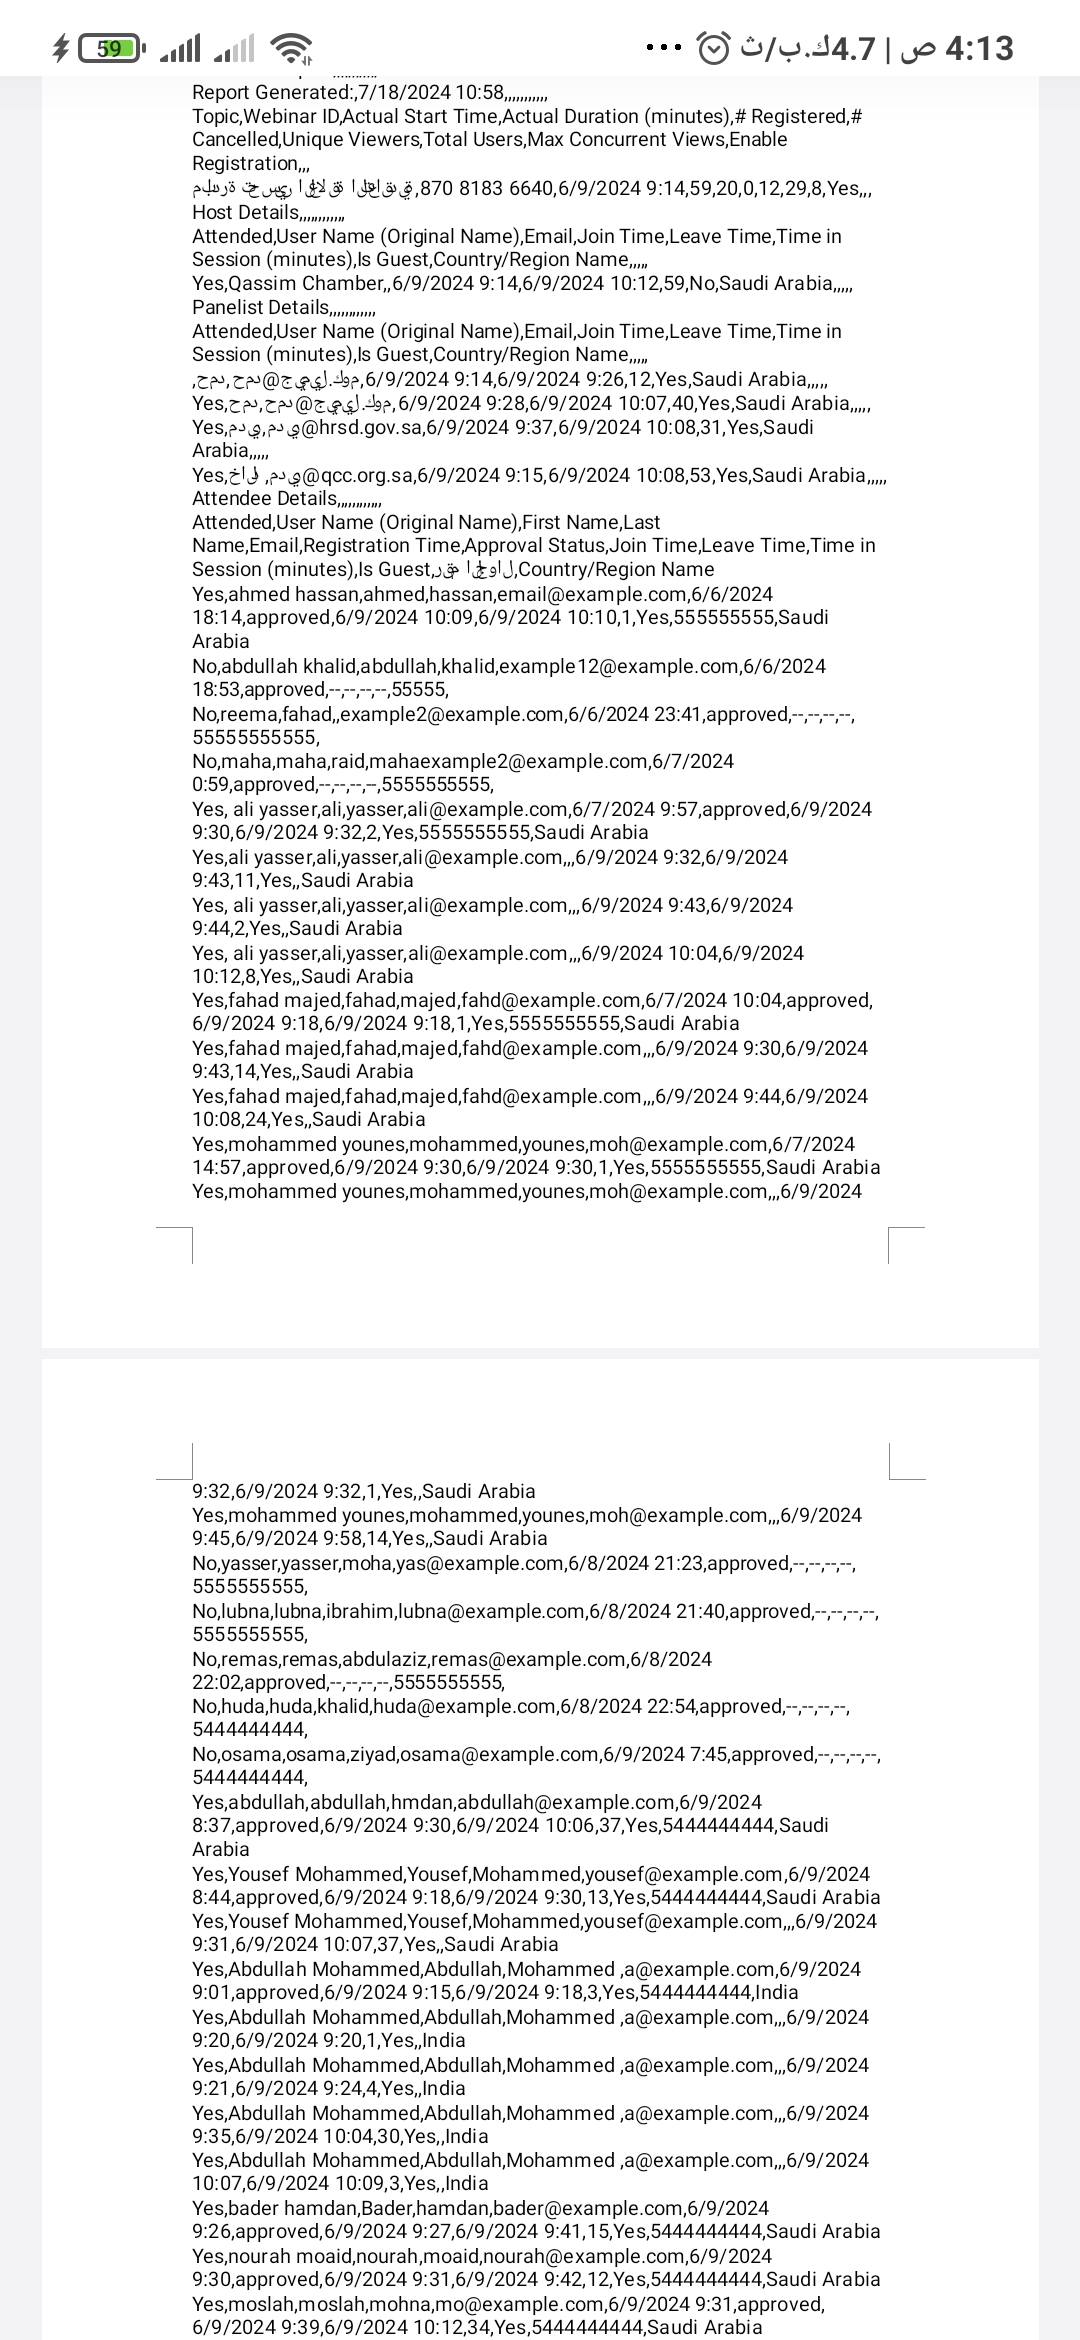 59
... 4:13 ص | 4.7ك.ب/ث
Report Generated:,7/18/2024 10:58,,,,,,,,,,,
Topic,Webinar ID,Actual Start Time,Actual Duration (minutes),# Registered,#
Cancelled,Unique Viewers,Total Users,Max Concurrent Views,Enable
Registration,,,
,870 8183 6640,6/9/2024 9:14,59,20,0,12,29,8,Yes,,,
Host Details,,,,,,,,,,,,
Attended,User Name (Original Name),Email,Join Time,Leave Time,Time in
Session (minutes),Is Guest,Country/Region Name,,,,,
Yes,Qassim Chamber,,6/9/2024 9:14,6/9/2024 10:12,59,No,Saudi Arabia,,,,,
Panelist Details,,,,,,,,,,,,
Attended,User Name (Original Name),Email,Join Time,Leave Time,Time in
Session (minutes),Is Guest,Country/Region Name,,,,,
,6/9/2024 9:14,6/9/2024 9:26,12,Yes,Saudi Arabia,,,,,
Yes,6/9/2024 9:28,6/9/2024 10:07,40,Yes,Saudi Arabia,,,,,
Yes,@hrsd.gov.sa,6/9/2024 9:37,6/9/2024 10:08,31,Yes,Saudi
Arabia,,,,,
Yes,@qcc.org.sa,6/9/2024 9:15,6/9/2024 10:08,53,Yes,Saudi Arabia,,,,,
Attendee Details,,,,,,,,,,,,
Attended,User Name (Original Name),First Name,Last
Name,Email,Registration Time,Approval Status,Join Time,Leave Time,Time in
Session (minutes),Is Guest,,Country/Region Name
Yes,ahmed hassan,ahmed,hassan,email@example.com,6/6/2024
18:14,approved,6/9/2024 10:09,6/9/2024 10:10,1,Yes,555555555,Saudi
Arabia
No,abdullah khalid,abdullah,khalid,example12@example.com,6/6/2024
18:53,approved,--,--,--,--,55555,
No,reema,fahad,,example2@example.com,6/6/2024 23:41,approved,--,--,--,--,
55555555555,
No,maha,maha,raid,mahaexample2@example.com,6/7/2024
0:59,approved,--,--,--,--,5555555555,
Yes, ali yasser,ali,yasser,ali@example.com,6/7/2024 9:57,approved,6/9/2024
9:30,6/9/2024 9:32,2,Yes,5555555555,Saudi Arabia
Yes,ali yasser,ali,yasser,ali@example.com,,,6/9/2024 9:32,6/9/2024
9:43,11,Yes,,Saudi Arabia
Yes, ali yasser,ali,yasser,ali@example.com,,,6/9/2024 9:43,6/9/2024
9:44,2,Yes,,Saudi Arabia
Yes, ali yasser,ali,yasser,ali@example.com,,,6/9/2024 10:04,6/9/2024
10:12,8,Yes,,Saudi Arabia
Yes,fahad majed,fahad,majed,fahd@example.com,6/7/2024 10:04,approved,
6/9/2024 9:18,6/9/2024 9:18,1,Yes,5555555555,Saudi Arabia
Yes,fahad majed,fahad,majed,fahd@example.com,,,6/9/2024 9:30,6/9/2024
9:43,14,Yes,,Saudi Arabia
Yes,fahad majed,fahad,majed,fahd@example.com,,,6/9/2024 9:44,6/9/2024
10:08,24,Yes,,Saudi Arabia
Yes,mohammed younes,mohammed,younes,moh@example.com,6/7/2024
14:57,approved,6/9/2024 9:30,6/9/2024 9:30,1,Yes,5555555555,Saudi Arabia
Yes,mohammed younes,mohammed,younes,moh@example.com,,,6/9/2024
9:32,6/9/2024 9:32,1,Yes,,Saudi Arabia
Yes,mohammed younes,mohammed,younes,moh@example.com,,,6/9/2024
9:45,6/9/2024 9:58,14,Yes,,Saudi Arabia
No,yasser,yasser,moha,yas@example.com,6/8/2024 21:23,approved,--,--,--,--,
5555555555,
No,lubna,lubna,ibrahim,lubna@example.com,6/8/2024 21:40,approved,--,--,--,--,
5555555555,
No,remas,remas,abdulaziz,remas@example.com,6/8/2024
22:02,approved,--,--,--,--,5555555555,
No,huda,huda,khalid,huda@example.com,6/8/2024 22:54,approved,--,--,--,--,
5444444444,
No,osama,osama,ziyad,osama@example.com,6/9/2024 7:45,approved,--,--,--,--,
5444444444,
Yes,abdullah,abdullah,hmdan,abdullah@example.com,6/9/2024
8:37,approved,6/9/2024 9:30,6/9/2024 10:06,37,Yes,5444444444,Saudi
Arabia
Yes,Yousef Mohammed,Yousef,Mohammed,yousef@example.com,6/9/2024
8:44,approved,6/9/2024 9:18,6/9/2024 9:30,13,Yes,5444444444,Saudi Arabia
Yes,Yousef Mohammed,Yousef,Mohammed,yousef@example.com,,,6/9/2024
9:31,6/9/2024 10:07,37,Yes,,Saudi Arabia
Yes,Abdullah Mohammed,Abdullah,Mohammed ,a@example.com,6/9/2024
9:01,approved,6/9/2024 9:15,6/9/2024 9:18,3,Yes,5444444444,India
Yes,Abdullah Mohammed,Abdullah,Mohammed ,a@example.com,,,6/9/2024
9:20,6/9/2024 9:20,1,Yes,,India
Yes,Abdullah Mohammed,Abdullah,Mohammed ,a@example.com,,,6/9/2024
9:21,6/9/2024 9:24,4,Yes,,India
Yes,Abdullah Mohammed,Abdullah,Mohammed ,a@example.com,,,6/9/2024
9:35,6/9/2024 10:04,30,Yes,,India
Yes,Abdullah Mohammed,Abdullah,Mohammed ,a@example.com,,,6/9/2024
10:07,6/9/2024 10:09,3,Yes,,India
Yes,bader hamdan,Bader,hamdan,bader@example.com,6/9/2024
9:26,approved,6/9/2024 9:27,6/9/2024 9:41,15,Yes,5444444444,Saudi Arabia
Yes,nourah moaid,nourah,moaid,nourah@example.com,6/9/2024
9:30,approved,6/9/2024 9:31,6/9/2024 9:42,12,Yes,5444444444,Saudi Arabia
Yes,moslah,moslah,mohna,mo@example.com,6/9/2024 9:31,approved,
6/9/2024 9:39,6/9/2024 10:12,34,Yes,5444444444,Saudi Arabia